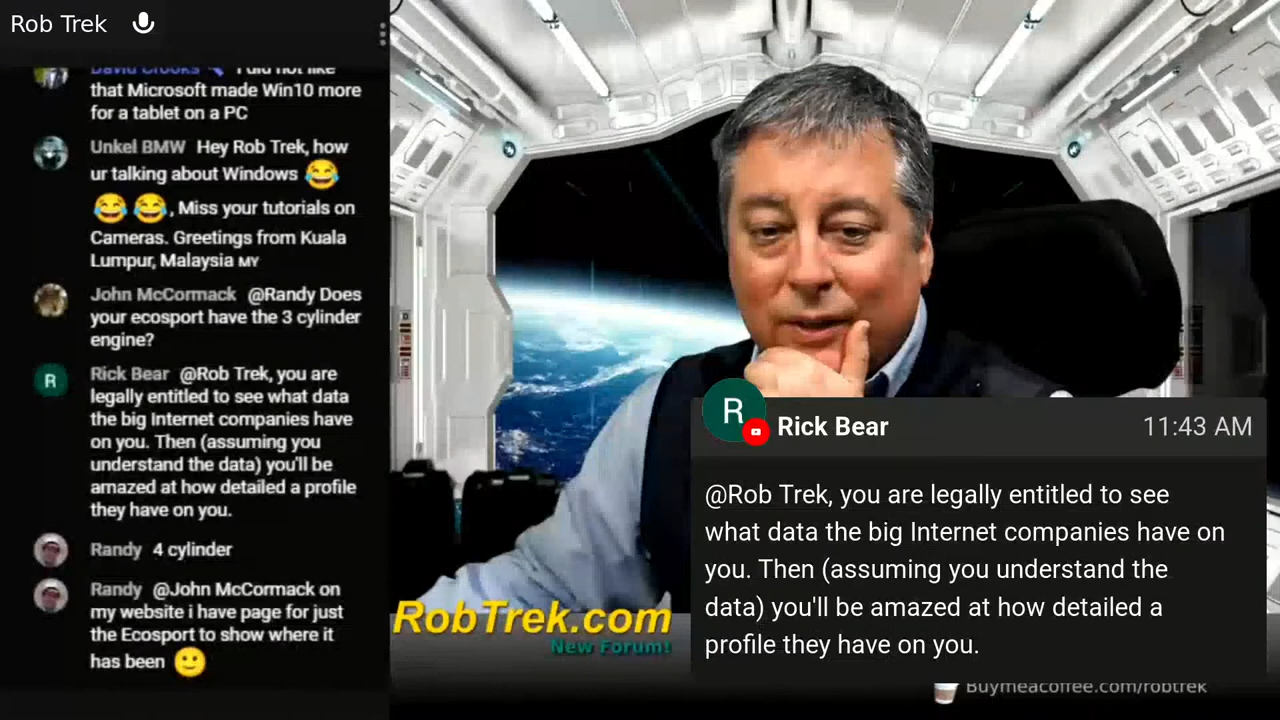 Rob Trek
David Crooks I did not like
that Microsoft made Win10 more
for a tablet on a PC
Unkel BMW Hey Rob Trek, how
ur talking about Windows 😂
😂 😂, Miss your tutorials on
Cameras. Greetings from Kuala
Lumpur, Malaysia MY
John McCormack @Randy Does
your ecosport have the 3 cylinder
engine?
R
Rick Bear @Rob Trek, you are
legally entitled to see what data
the big Internet companies have
on you. Then (assuming you
understand the data) you'll be
amazed at how detailed a profile
they have on you.
Randy 4 cylinder
Randy @John McCormack on
my website i have page for just
the Ecosport to show where it
has been 🙂
RobTrek.com
New Forum!
R
Rick Bear 11:43 AM
@Rob Trek, you are legally entitled to see
what data the big Internet companies have on
you. Then (assuming you understand the
data) you'll be amazed at how detailed a
profile they have on you.
Buymeacoffee.com/robtrek